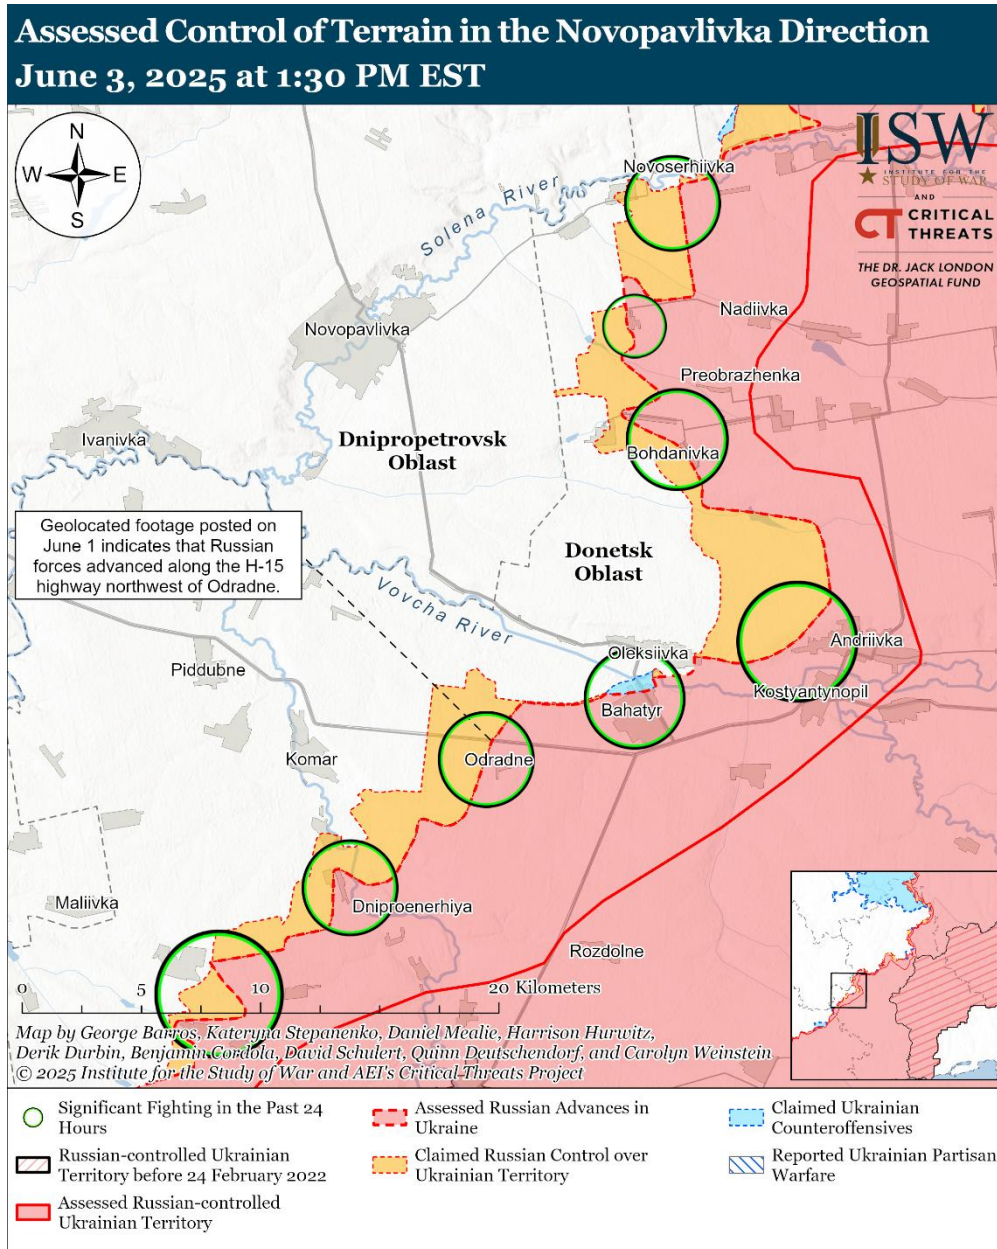 Assessed Control of Terrain in the Novopavlivka Direction
June 3, 2025 at 1:30 PM EST
N
W
E
S
ISW
INSTITUTE FOR THE
STUDY OF WAR
AND
CT CRITICAL
THREATS
THE DR. JACK LONDON
GEOSPATIAL FUND
Novoserhiivka
Solena River
Novopavlivka
Nadiivka
Preobrazhenka
Ivanivka
Dnipropetrovsk
Oblast
Bohdanivka
Geolocated footage posted on
June 1 indicates that Russian
forces advanced along the H-15
highway northwest of Odradne.
Donetsk
Oblast
Vovcha River
Oleksiivka
Andriivka
Piddubne
Kostyantynopil
Bahatyr
Komar
Odradne
Maliivka
Dniproenerhiya
Rozdolne
0
5
10
20 Kilometers
Map by George Barros, Kateryna Stepanenko, Daniel Mealie, Harrison Hurwitz,
Derik Durbin, Benjamin Cordola, David Schulert, Quinn Deutschendorf, and Carolyn Weinstein
© 2025 Institute for the Study of War and AEI's Critical Threats Project
Significant Fighting in the Past 24
Hours
Russian-controlled Ukrainian
Territory before 24 February 2022
Assessed Russian-controlled
Ukrainian Territory
Assessed Russian Advances in
Ukraine
Claimed Russian Control over
Ukrainian Territory
Claimed Ukrainian
Counteroffensives
Reported Ukrainian Partisan
Warfare